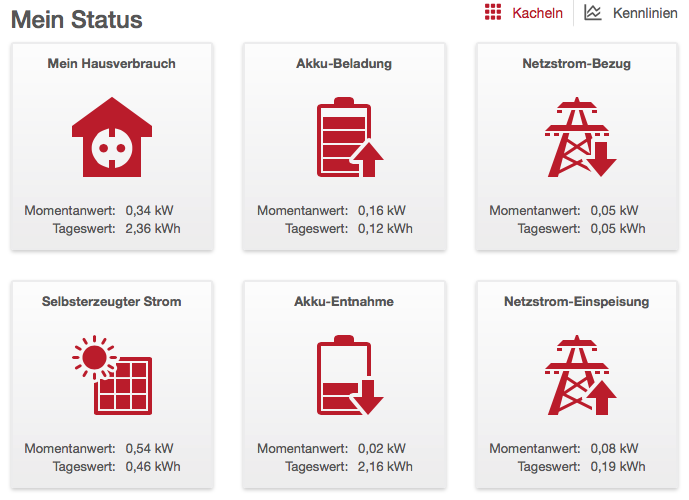 Mein Status
Kacheln
Kennlinien
Mein Hausverbrauch
Momentanwert: 0,34 kW
Tageswert: 2,36 kWh
Akku-Beladung
Momentanwert: 0,16 kW
Tageswert: 0,12 kWh
Netzstrom-Bezug
Momentanwert: 0,05 kW
Tageswert: 0,05 kWh
Selbsterzeugter Strom
Momentanwert: 0,54 kW
Tageswert: 0,46 kWh
Akku-Entnahme
Momentanwert: 0,02 kW
Tageswert: 2,16 kWh
Netzstrom-Einspeisung
Momentanwert: 0,08 kW
Tageswert: 0,19 kWh